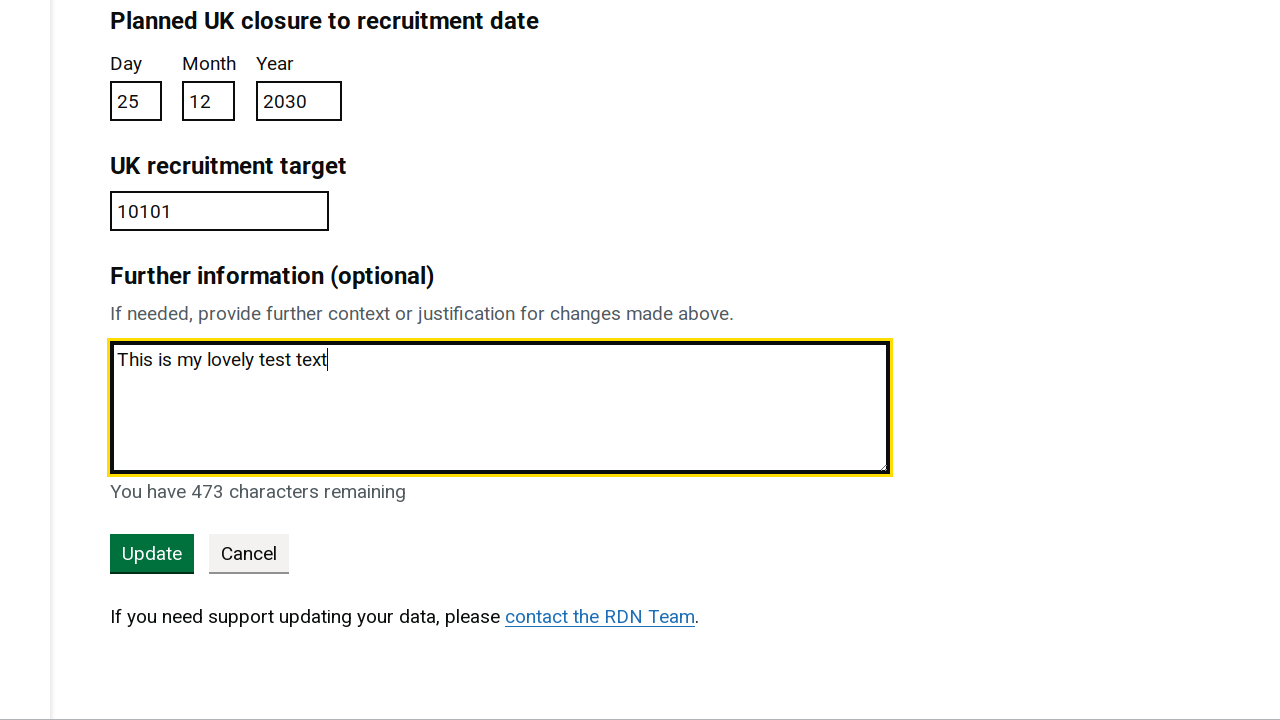 Planned UK closure to recruitment date
Day Month Year
25 12 2030
UK recruitment target
10101
Further information (optional)
If needed, provide further context or justification for changes made above.
This is my lovely test text
You have 473 characters remaining
Update Cancel
If you need support updating your data, please contact the RDN Team.